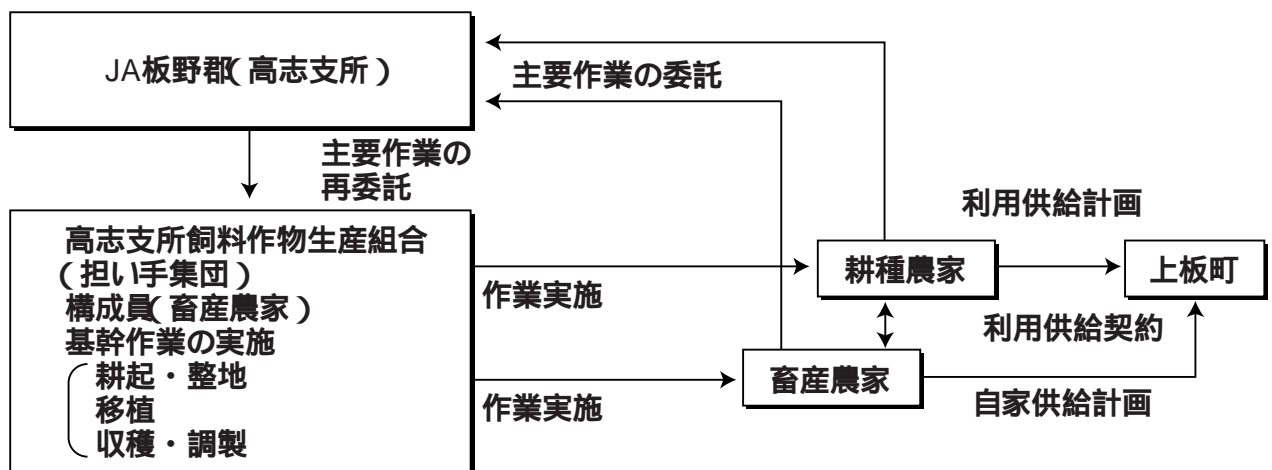 JA板野郡(高志支所)
主要作業の委託
主要作業の
再委託
高志支所飼料作物生産組合
(担い手集団)
構成員(畜産農家)
基幹作業の実施
耕起・整地
移植
収穫・調製
作業実施
作業実施
耕種農家
畜産農家
利用供給計画
上板町
利用供給契約
自家供給計画